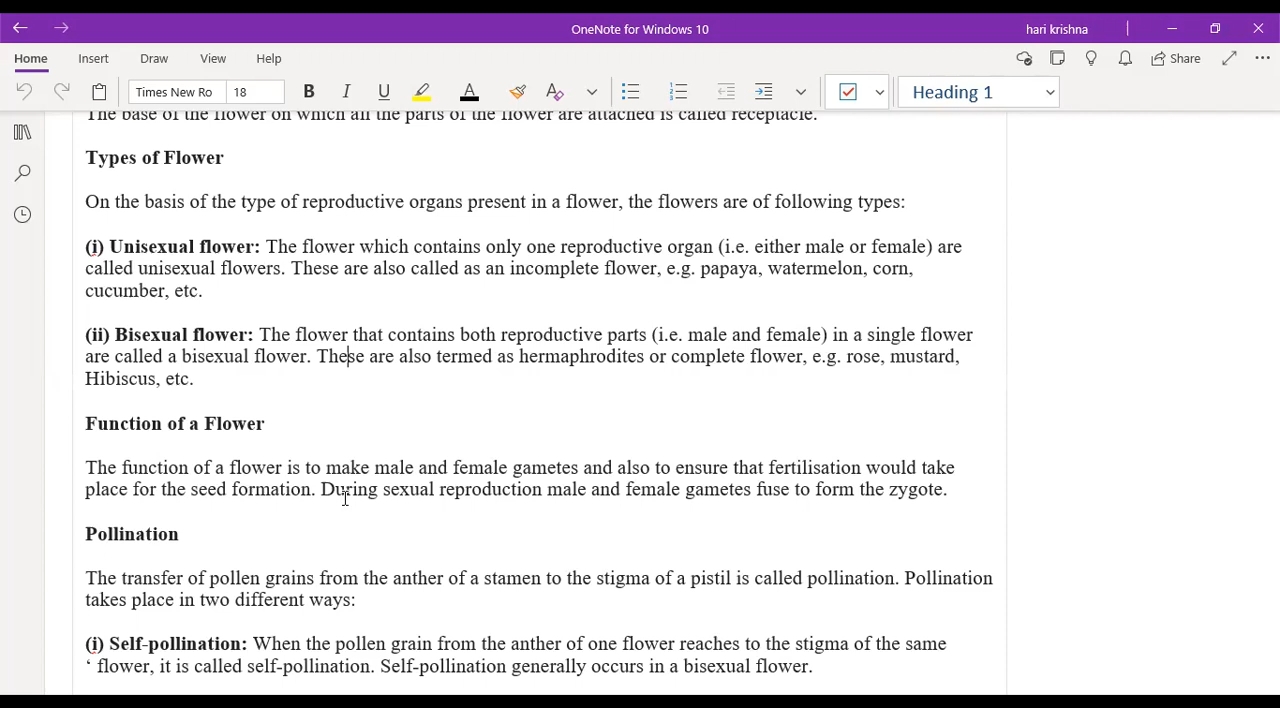 OneNote for Windows 10
hari krishna
Home Insert Draw View Help
Share
Times New Ro 18 B I U A A Heading 1
The base of the flower on which all the parts of the flower are attached is called receptacle.
Types of Flower
On the basis of the type of reproductive organs present in a flower, the flowers are of following types:
(i) Unisexual flower: The flower which contains only one reproductive organ (i.e. either male or female) are
called unisexual flowers. These are also called as an incomplete flower, e.g. papaya, watermelon, corn,
cucumber, etc.
(ii) Bisexual flower: The flower that contains both reproductive parts (i.e. male and female) in a single flower
are called a bisexual flower. These are also termed as hermaphrodites or complete flower, e.g. rose, mustard,
Hibiscus, etc.
Function of a Flower
The function of a flower is to make male and female gametes and also to ensure that fertilisation would take
place for the seed formation. During sexual reproduction male and female gametes fuse to form the zygote.
Pollination
The transfer of pollen grains from the anther of a stamen to the stigma of a pistil is called pollination. Pollination
takes place in two different ways:
(i) Self-pollination: When the pollen grain from the anther of one flower reaches to the stigma of the same
‘ flower, it is called self-pollination. Self-pollination generally occurs in a bisexual flower.